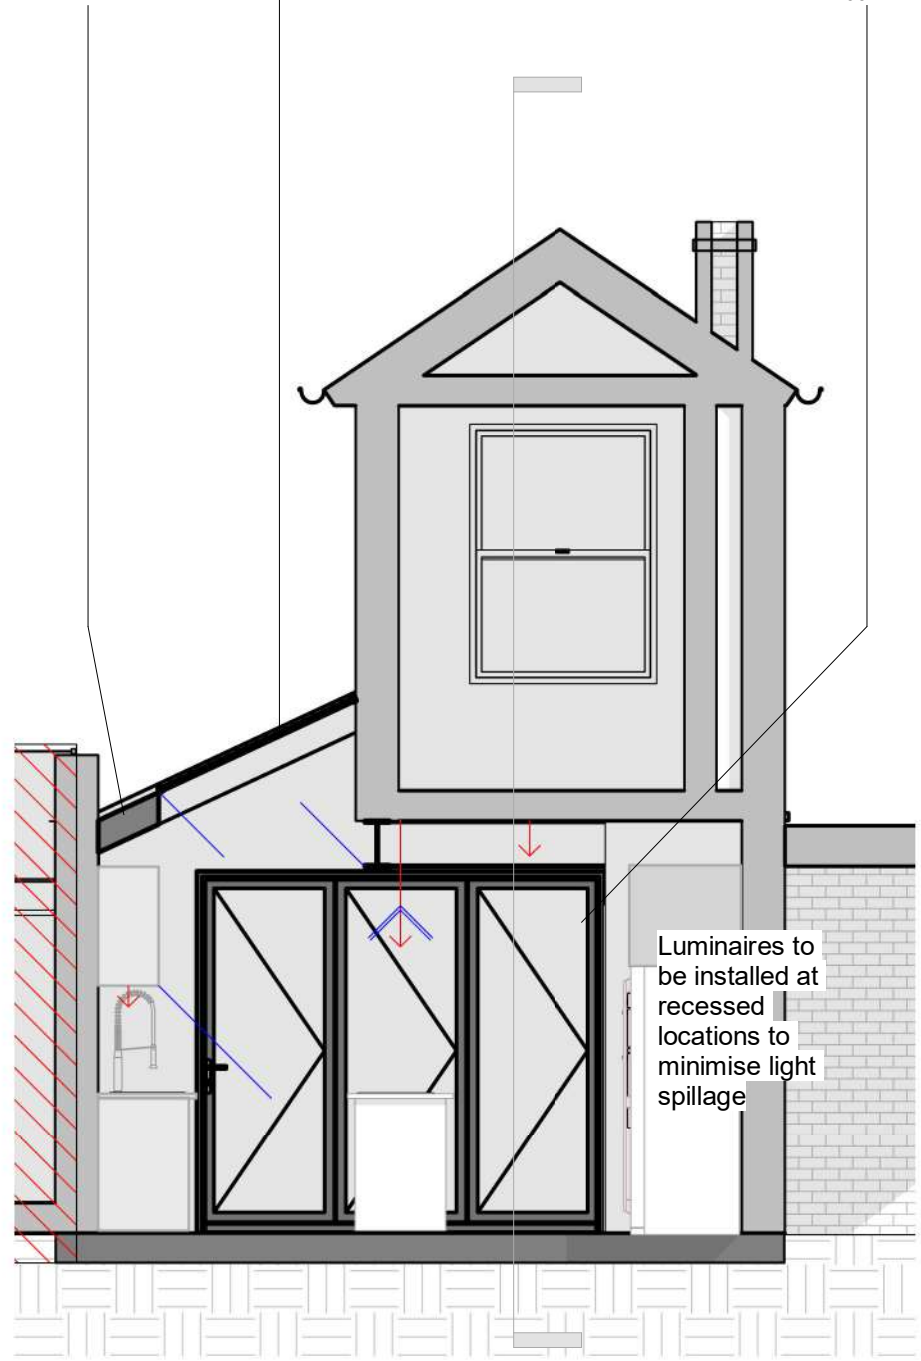 Luminaires to
be installed at
recessed
locations to
minimise light
spillage